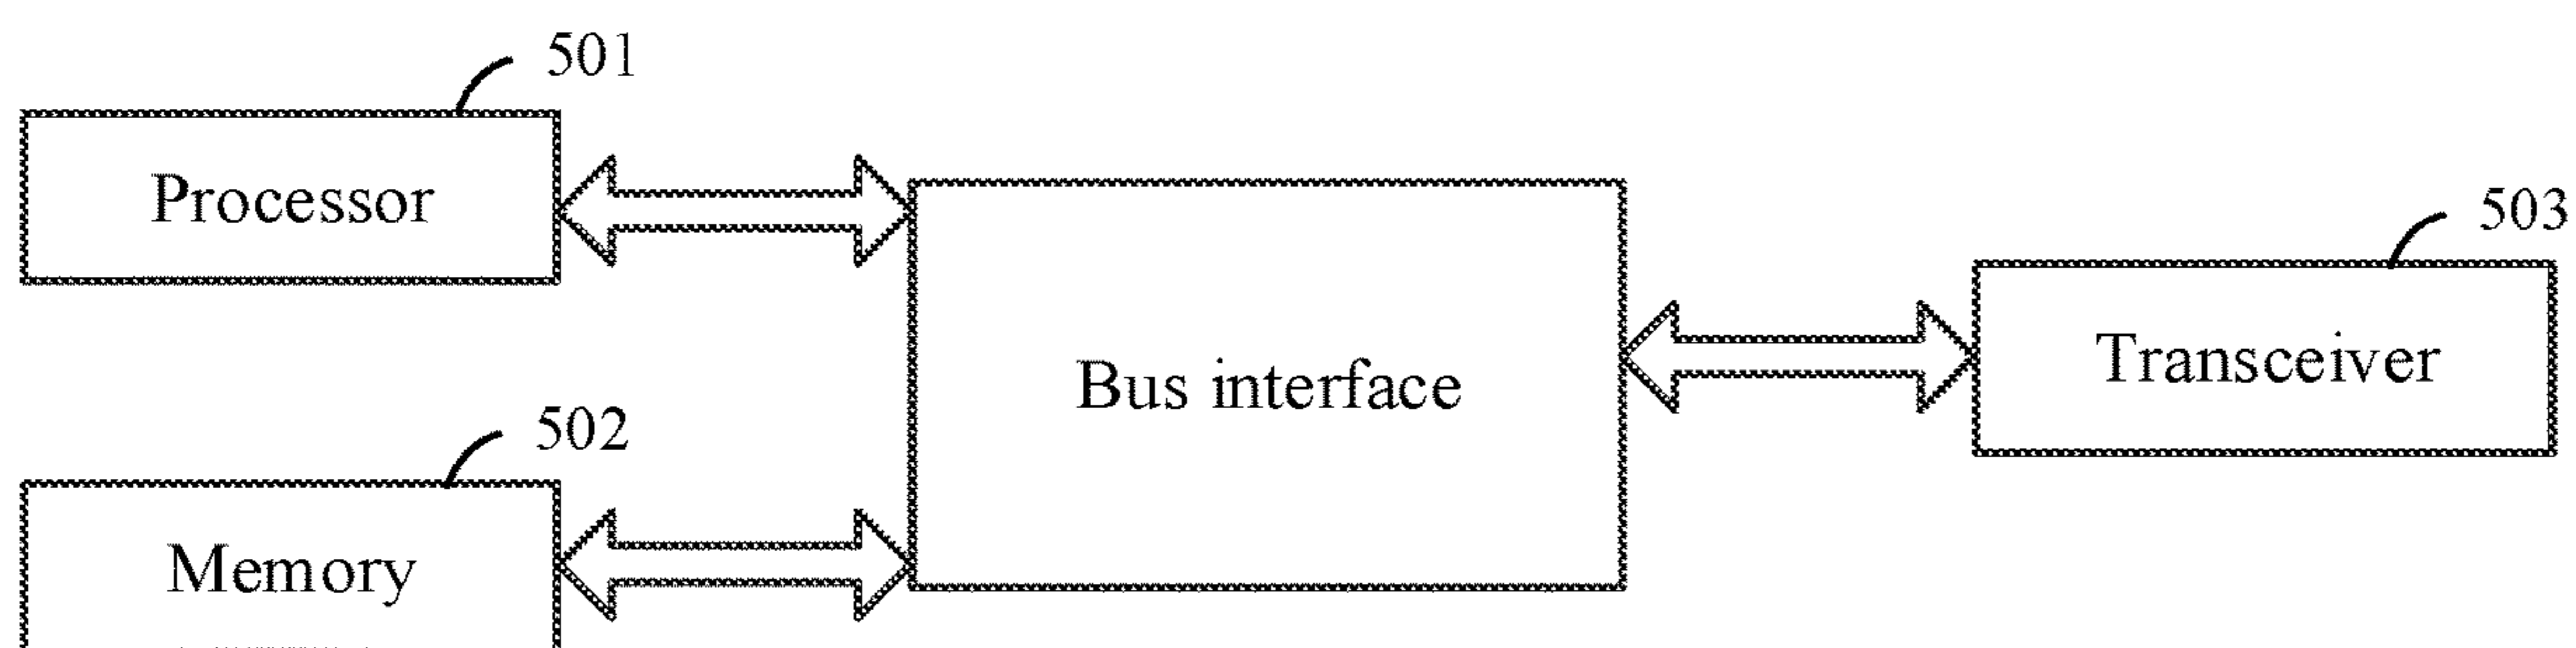 501
Processor
503
Bus interface
Transceiver
502
Memory